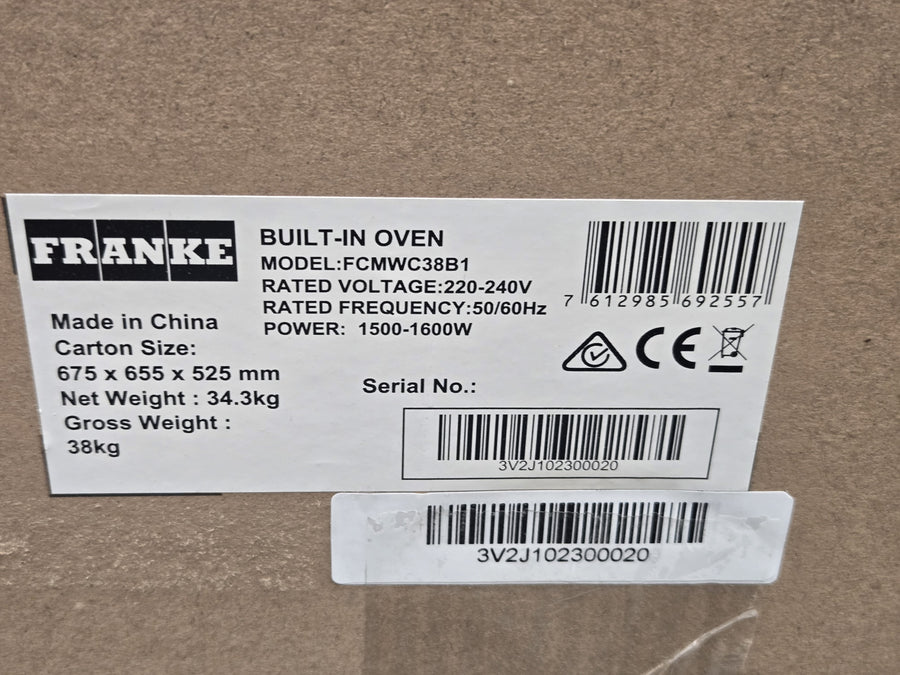 FRANKE
BUILT-IN OVEN
MODEL:FCMWC38B1
RATED VOLTAGE:220-240V
RATED FREQUENCY:50/60Hz
POWER: 1500-1600W
7 612985 692557
Made in China
Carton Size:
675 x 655 x 525 mm
Net Weight : 34.3kg
Gross Weight :
38kg
CE
Serial No.:
3V2J102300020
3V2J102300020